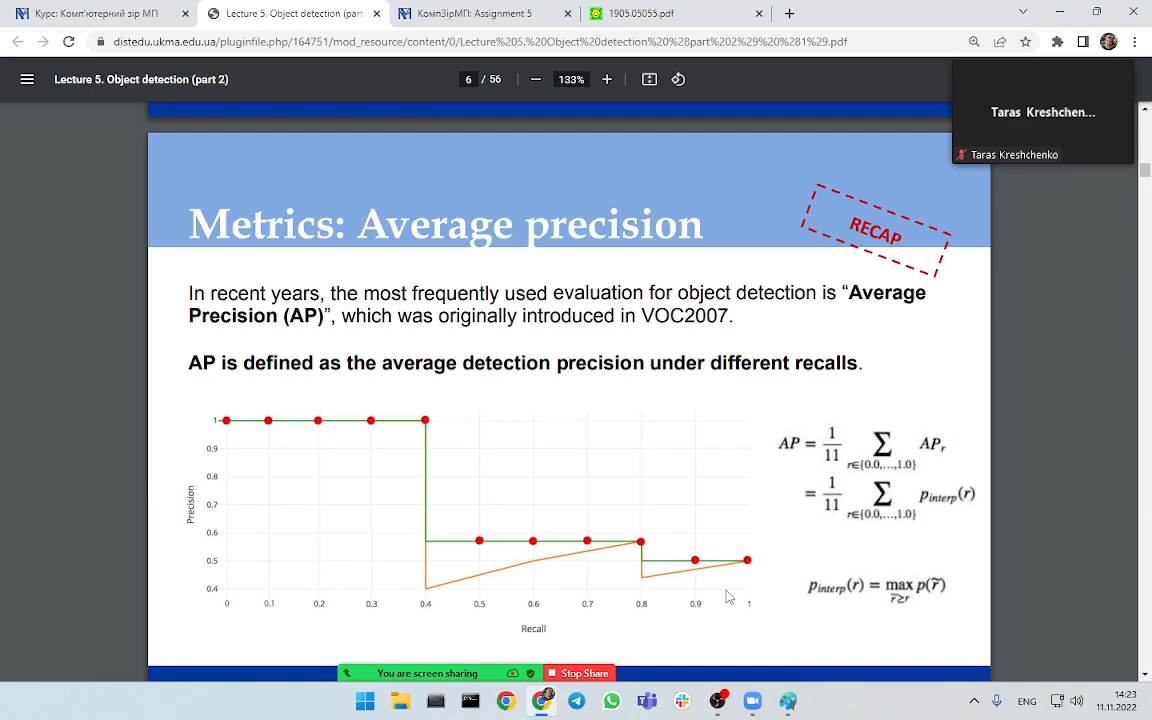 Курс: Комп'ютерний зір МП
Lecture 5. Object detection (part
КомпЗірМП: Assignment 5
1905.05055.pdf
distedu.ukma.edu.ua/pluginfile.php/164751/mod_resource/content/0/Lecture%205.%20Object%20detection%20%28part%202%29%20%281%29.pdf
Lecture 5. Object detection (part 2)
6 / 56
133%
Taras Kreshchen...
Taras Kreshchenko
Metrics: Average precision
RECAP
In recent years, the most frequently used evaluation for object detection is “Average
Precision (AP)”, which was originally introduced in VOC2007.
AP is defined as the average detection precision under different recalls.
1
0.9
0.8
0.7
0.6
0.5
0.4
Precision
0 0.1 0.2 0.3 0.4 0.5 0.6 0.7 0.8 0.9 1
Recall
AP = 1/11 ∑ r∈{0.0,...,1.0} AP_r
= 1/11 ∑ r∈{0.0,...,1.0} p_interp(r)
p_interp(r) = max r̃≥r p(r̃)
You are screen sharing
Stop Share
ENG
14:23
11.11.2022